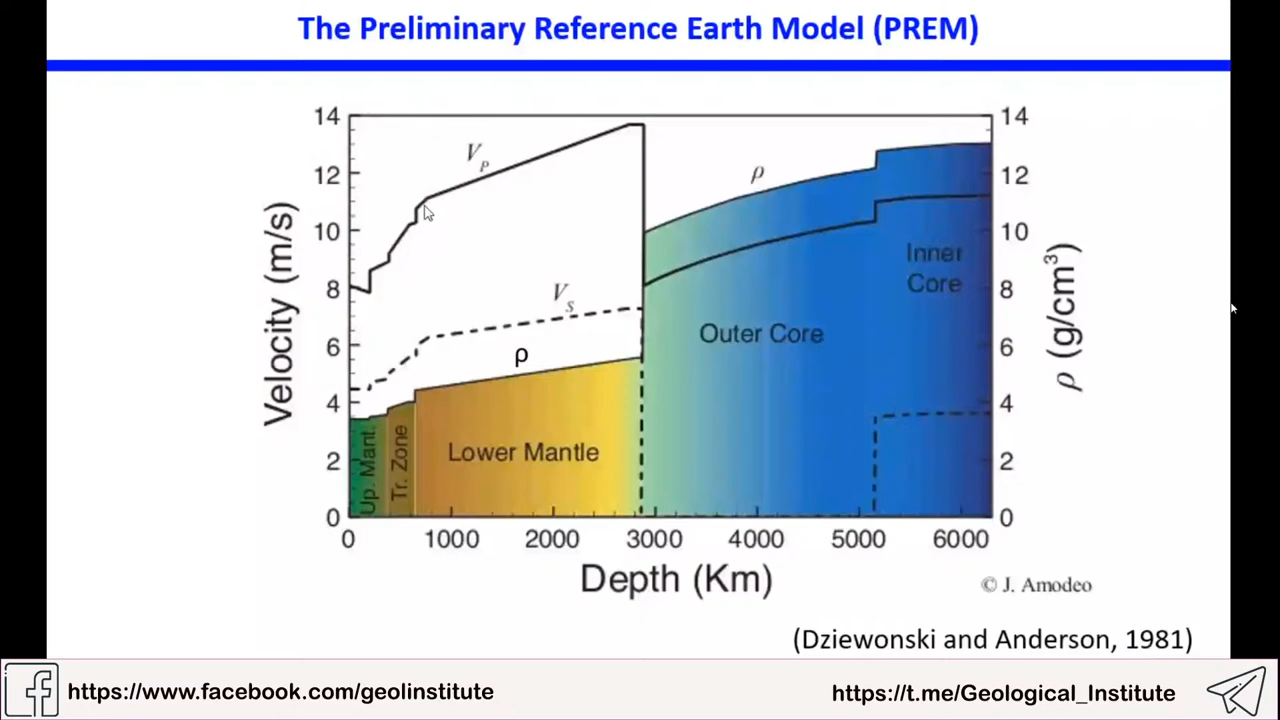 The Preliminary Reference Earth Model (PREM)
14
12
10
8
6
4
2
0
Velocity (m/s)
V_P
V_S
ρ
ρ
Up. Mant.
Tr. Zone
Lower Mantle
Outer Core
Inner
Core
14
12
10
8
6
4
2
0
ρ (g/cm³)
0 1000 2000 3000 4000 5000 6000
Depth (Km)
© J. Amodeo
(Dziewonski and Anderson, 1981)
https://www.facebook.com/geolinstitute
https://t.me/Geological_Institute